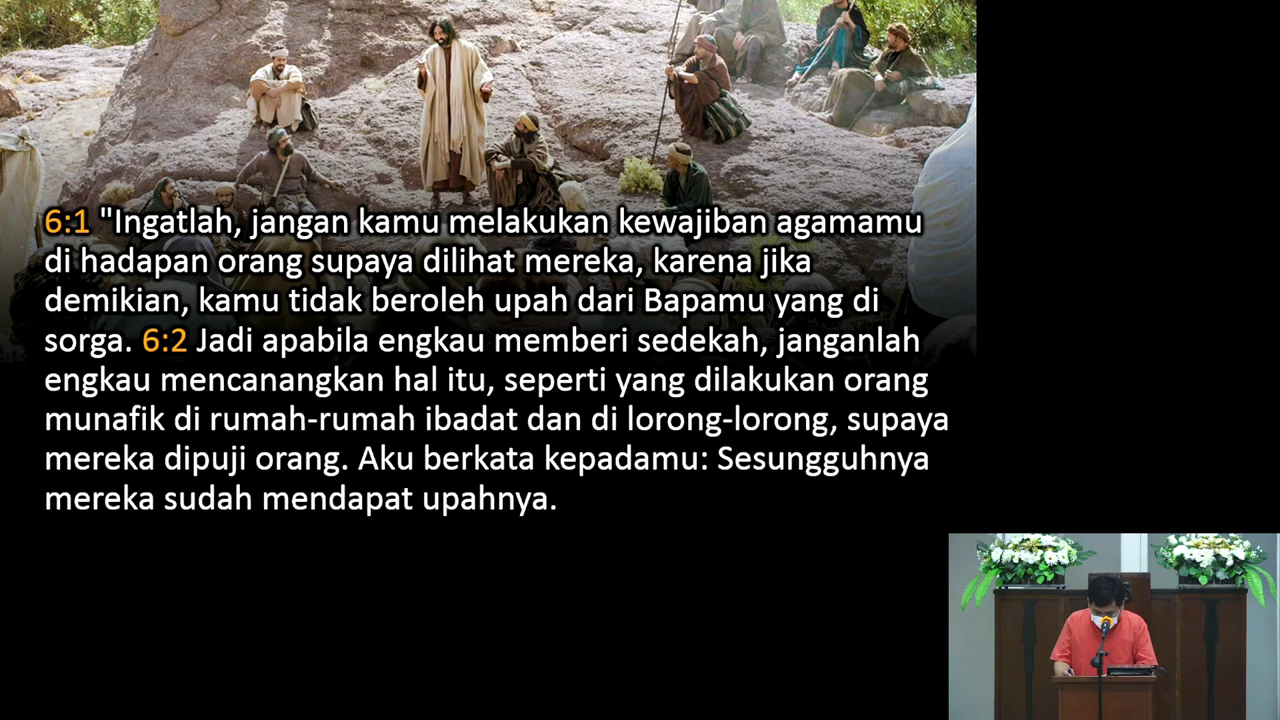 6:1 "Ingatlah, jangan kamu melakukan kewajiban agamamu
di hadapan orang supaya dilihat mereka, karena jika
demikian, kamu tidak beroleh upah dari Bapamu yang di
sorga. 6:2 Jadi apabila engkau memberi sedekah, janganlah
engkau mencanangkan hal itu, seperti yang dilakukan orang
munafik di rumah-rumah ibadat dan di lorong-lorong, supaya
mereka dipuji orang. Aku berkata kepadamu: Sesungguhnya
mereka sudah mendapat upahnya.